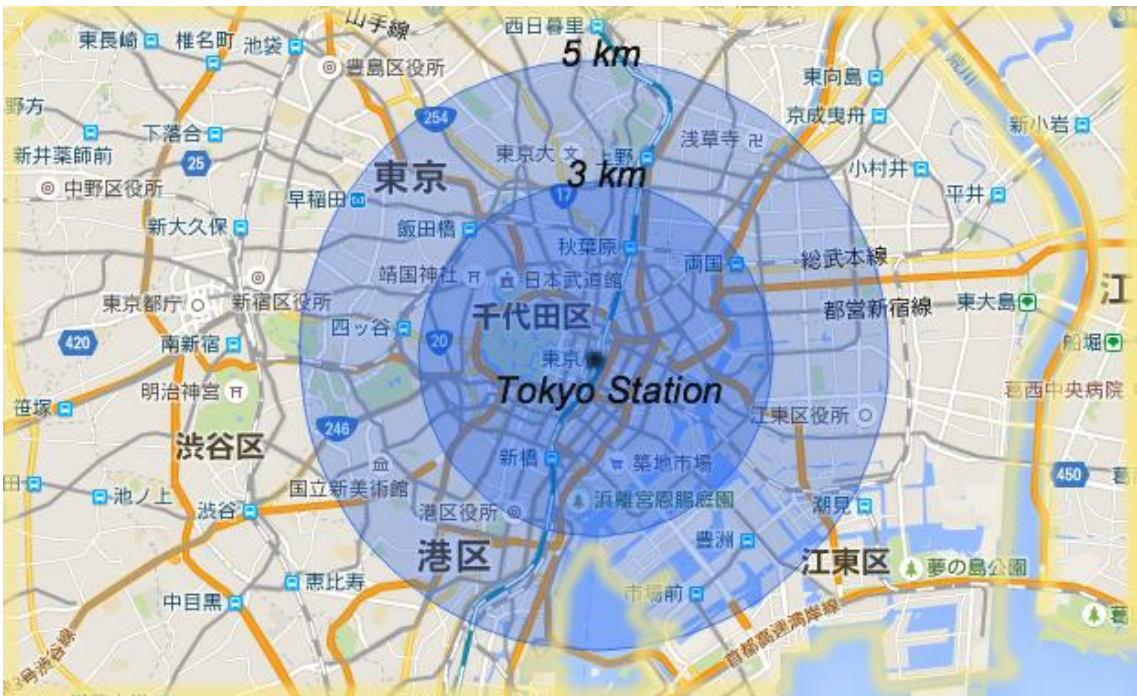 西日暮里
山手線
東長崎
椎名町
池袋
豊島区役所
5 km
東向島
荒川
野方
254
京成曳舟
下落合
新小岩
新井薬師前
25
東京大
上野
浅草寺
中野区役所
東京
3 km
小村井
早稲田
17
平井
新大久保
飯田橋
秋葉原
両国
総武本線
靖国神社
日本武道館
東京都庁
新宿区役所
千代田区
都営新宿線
東大島
江
四ッ谷
420
南新宿
20
船堀
東京
明治神宮
Tokyo Station
葛西中央病院
笹塚
江東区役所
246
渋谷区
新橋
築地市場
450
葛
田
池ノ上
国立新美術館
渋谷
港区役所
浜離宮恩賜庭園
潮見
豊洲
港区
江東区
夢の島公園
恵比寿
中目黒
市場前
首都高速湾岸線
葛
3号渋谷線